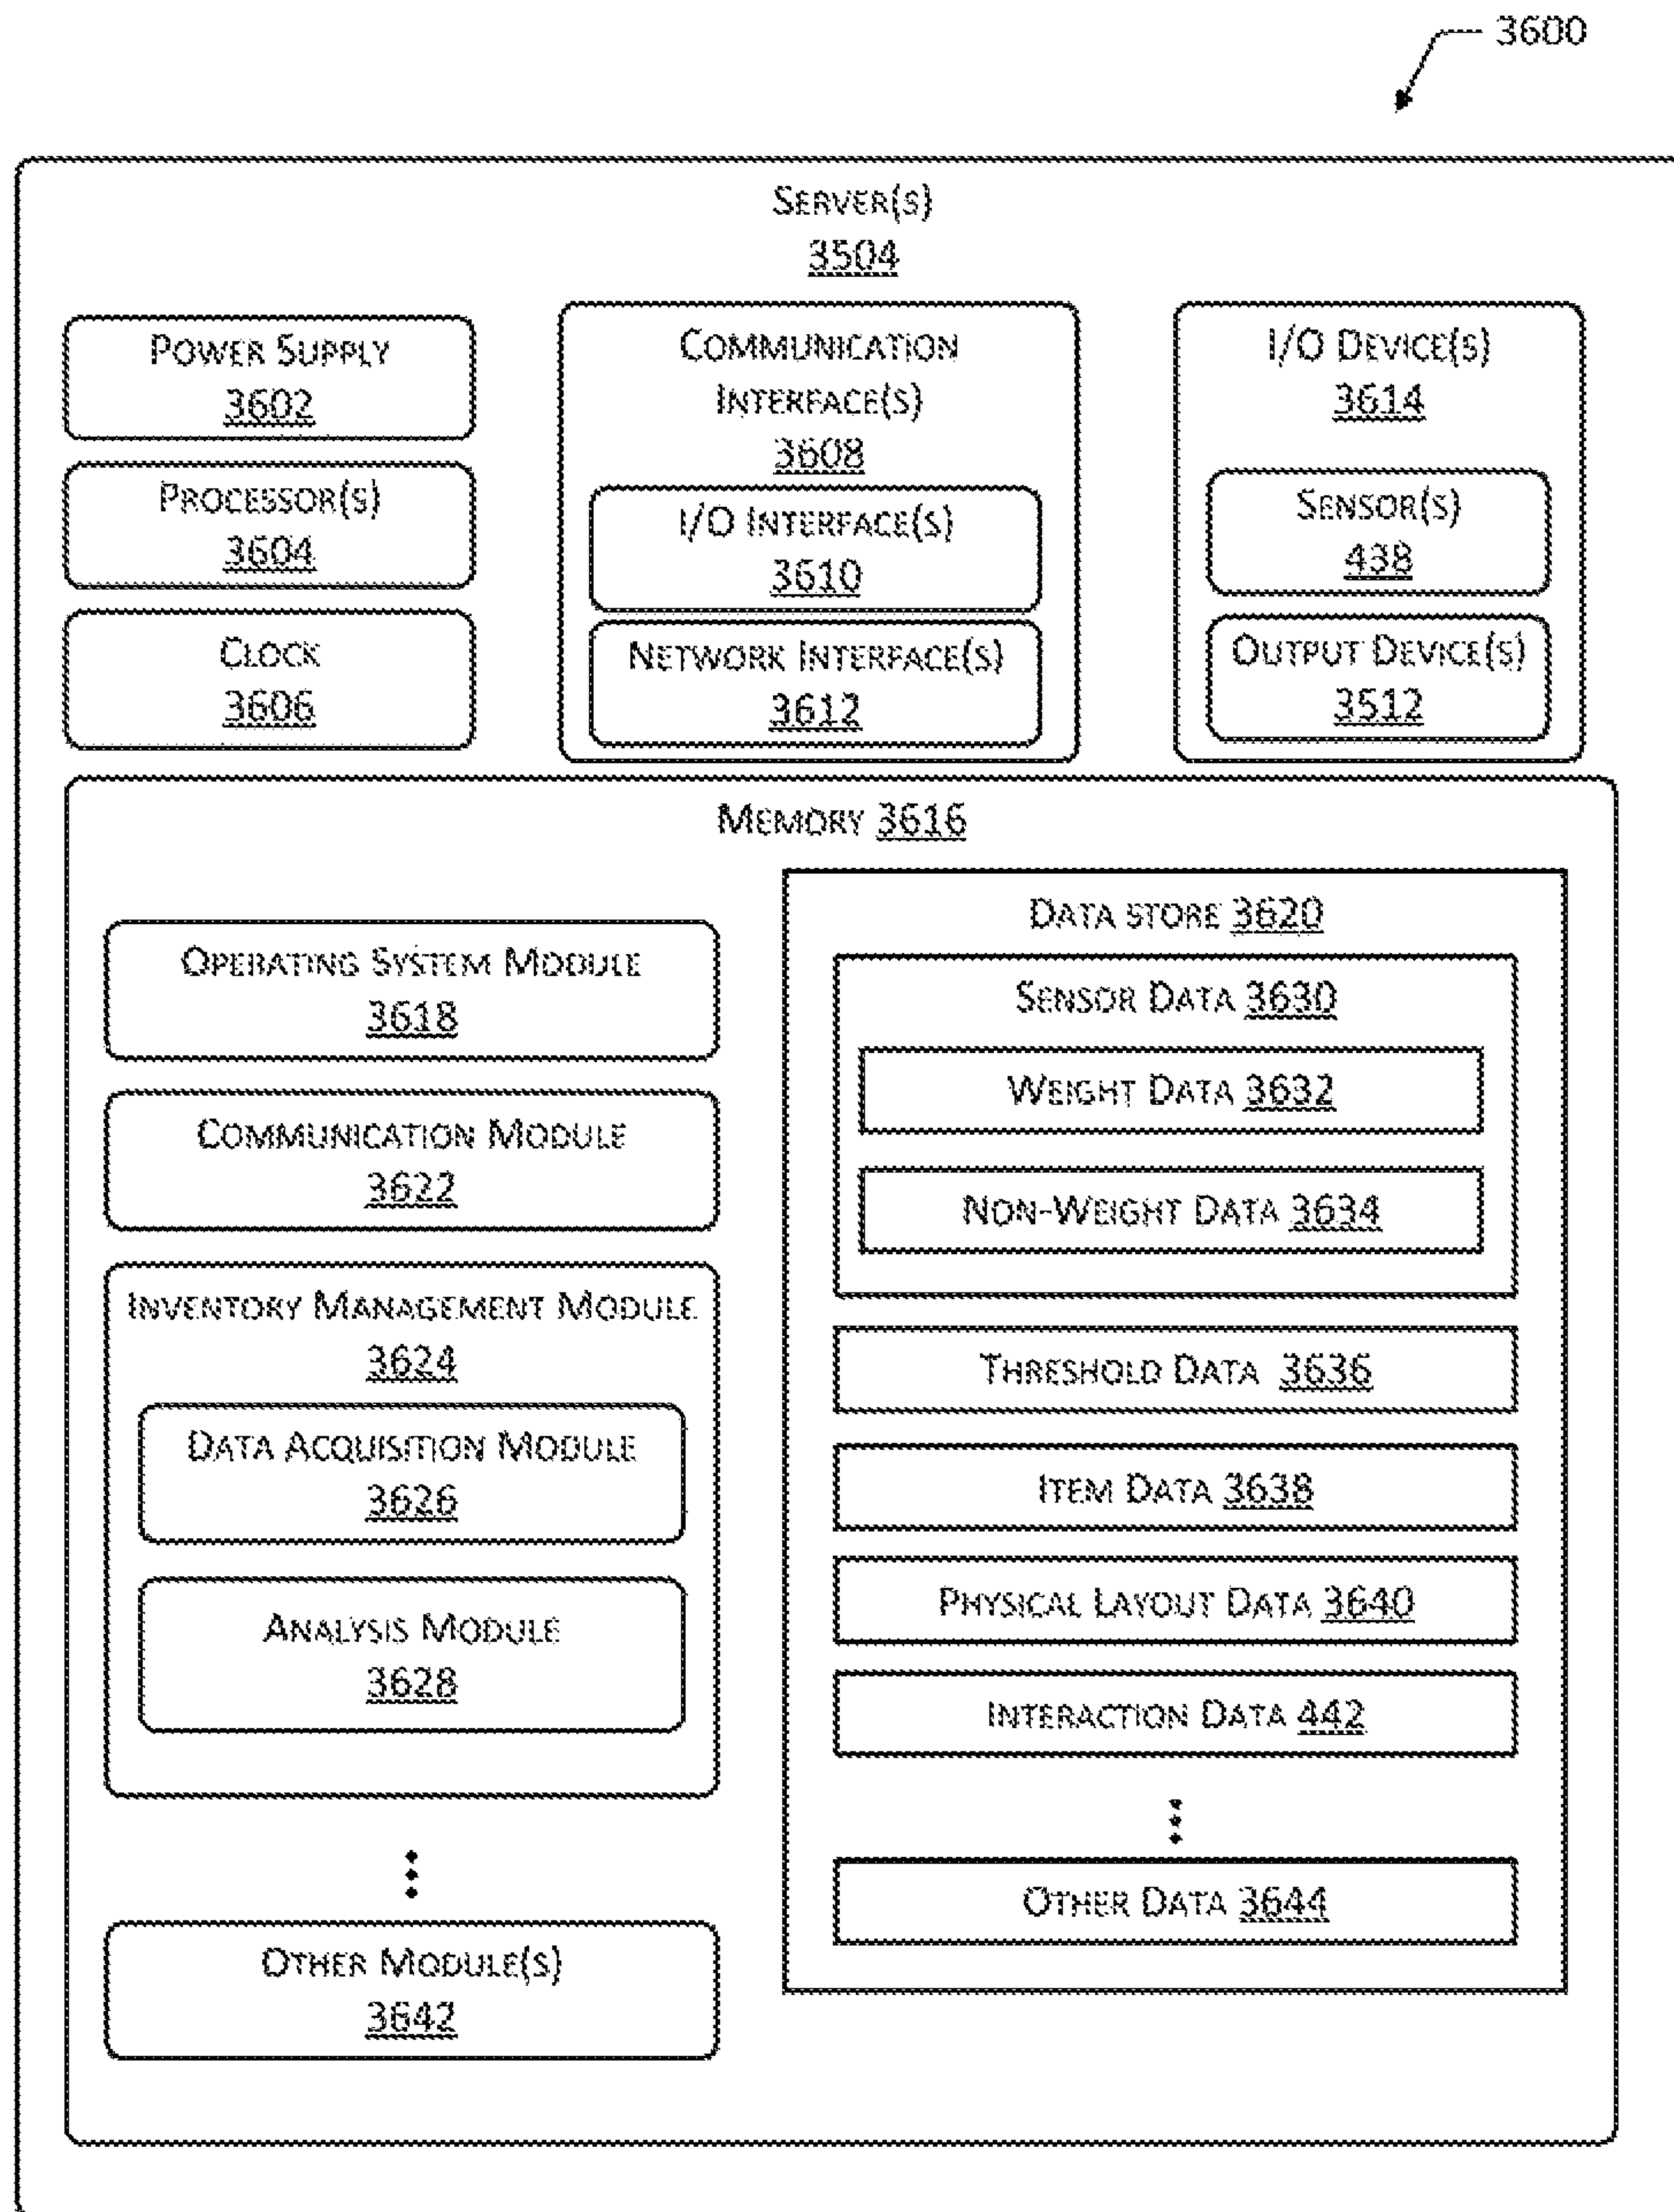 3600
SERVER(S)
3504
POWER SUPPLY
3602
PROCESSOR(S)
3604
CLOCK
3606
COMMUNICATION
INTERFACE(S)
3608
I/O INTERFACE(S)
3610
NETWORK INTERFACE(S)
3612
I/O DEVICE(S)
3614
SENSOR(S)
438
OUTPUT DEVICE(S)
3512
MEMORY 3616
OPERATING SYSTEM MODULE
3618
COMMUNICATION MODULE
3622
INVENTORY MANAGEMENT MODULE
3624
DATA ACQUISITION MODULE
3626
ANALYSIS MODULE
3628
OTHER MODULE(S)
3642
DATA STORE 3620
SENSOR DATA 3630
WEIGHT DATA 3632
NON-WEIGHT DATA 3634
THRESHOLD DATA 3636
ITEM DATA 3638
PHYSICAL LAYOUT DATA 3640
INTERACTION DATA 442
OTHER DATA 3644